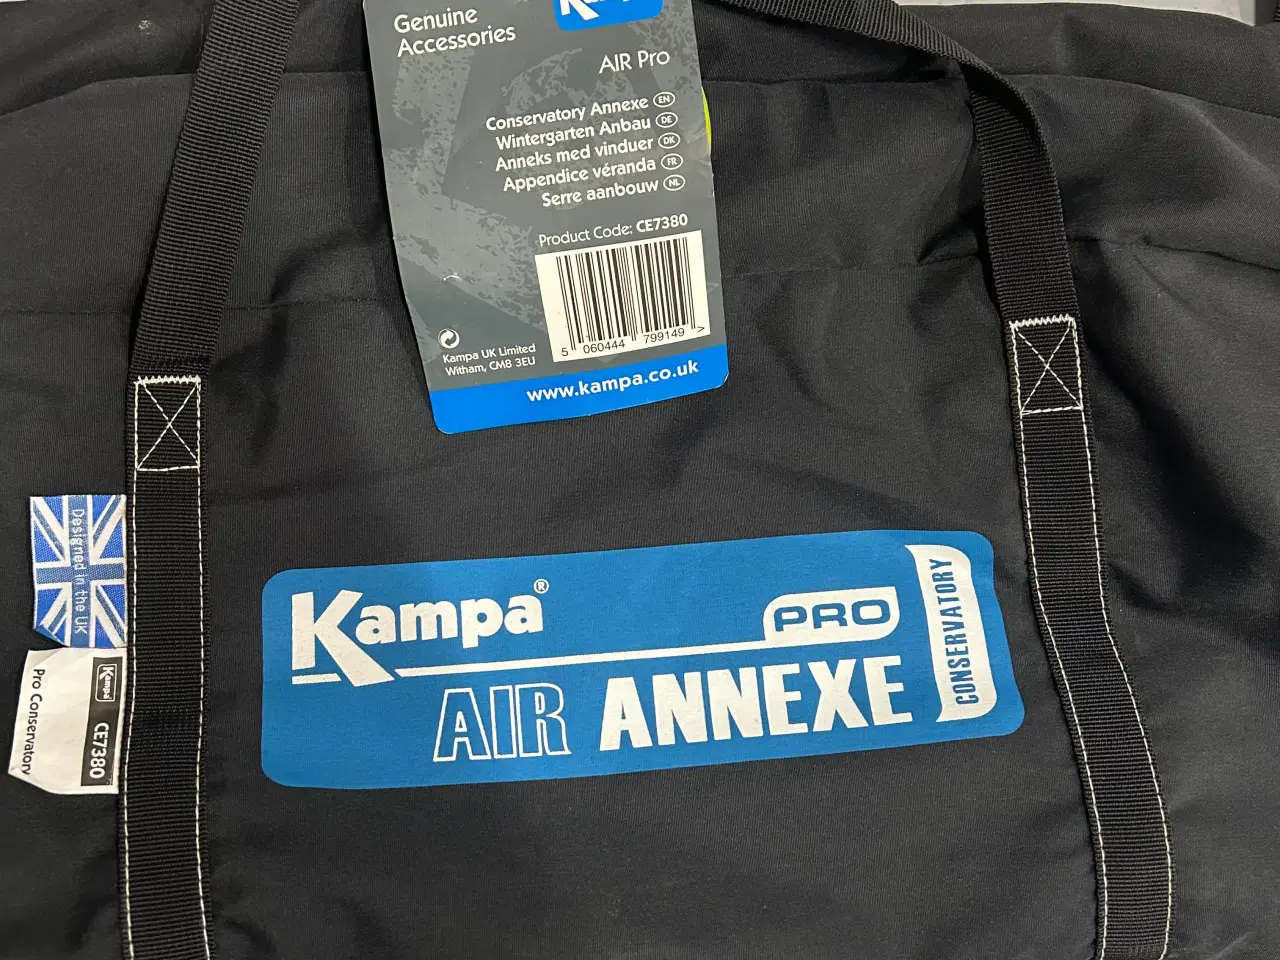 Genuine
Accessories
Kampa
AIR Pro
Conservatory Annexe EN
Wintergarten Anbau DE
Anneks med vinduer DK
Appendice véranda FR
Serre aanbouw NL
Product Code: CE7380
5 060444 799149 >
Kampa UK Limited
Witham, CM8 3EU
www.kampa.co.uk
Designed in the UK
Kampa CE7380
Pro Conservatory
Kampa®
PRO
AIR ANNEXE
CONSERVATORY